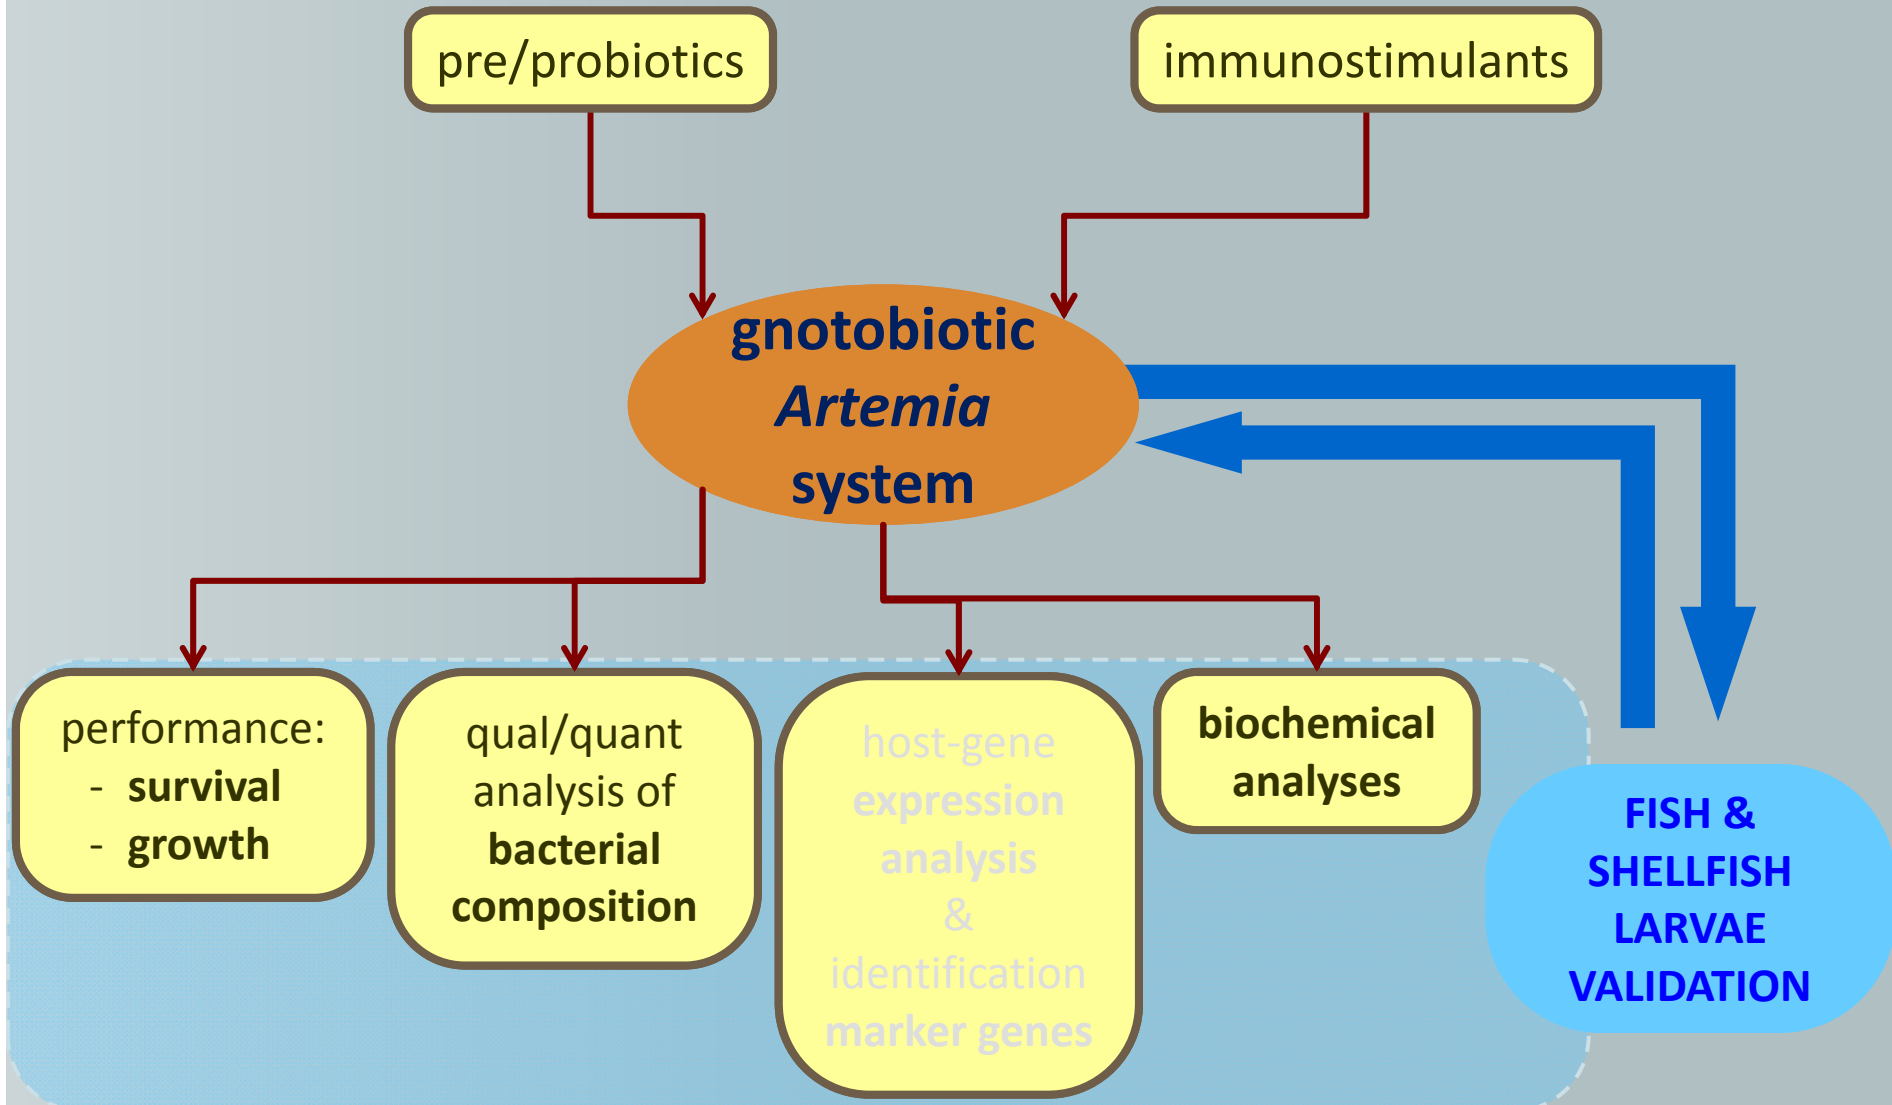 pre/probiotics
immunostimulants
gnotobiotic
Artemia
system
performance:
- survival
- growth
qual/quant
analysis of
bacterial
composition
host-gene
expression
analysis
&
identification
marker genes
biochemical
analyses
FISH &
SHELLFISH
LARVAE
VALIDATION